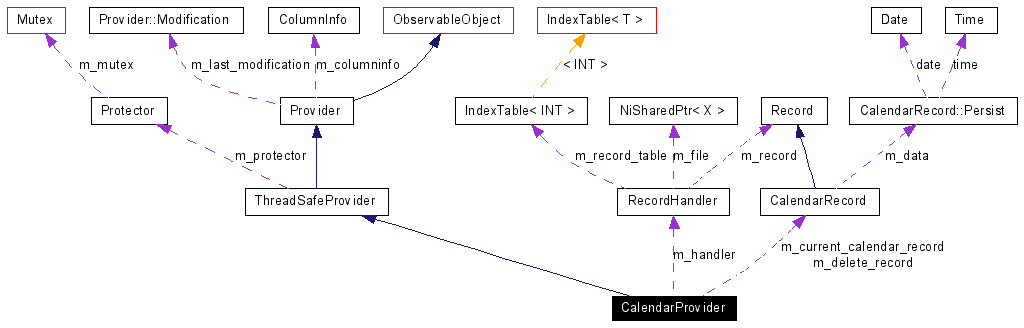 Mutex
Provider::Modification
ColumnInfo
ObservableObject
IndexTable< T >
Date
Time
m_mutex
m_last_modification
m_columninfo
< INT >
date
time
Protector
Provider
IndexTable< INT >
NiSharedPtr< X >
Record
CalendarRecord::Persist
m_protector
m_record_table
m_file
m_record
m_data
ThreadSafeProvider
RecordHandler
CalendarRecord
m_handler
m_current_calendar_record
m_delete_record
CalendarProvider